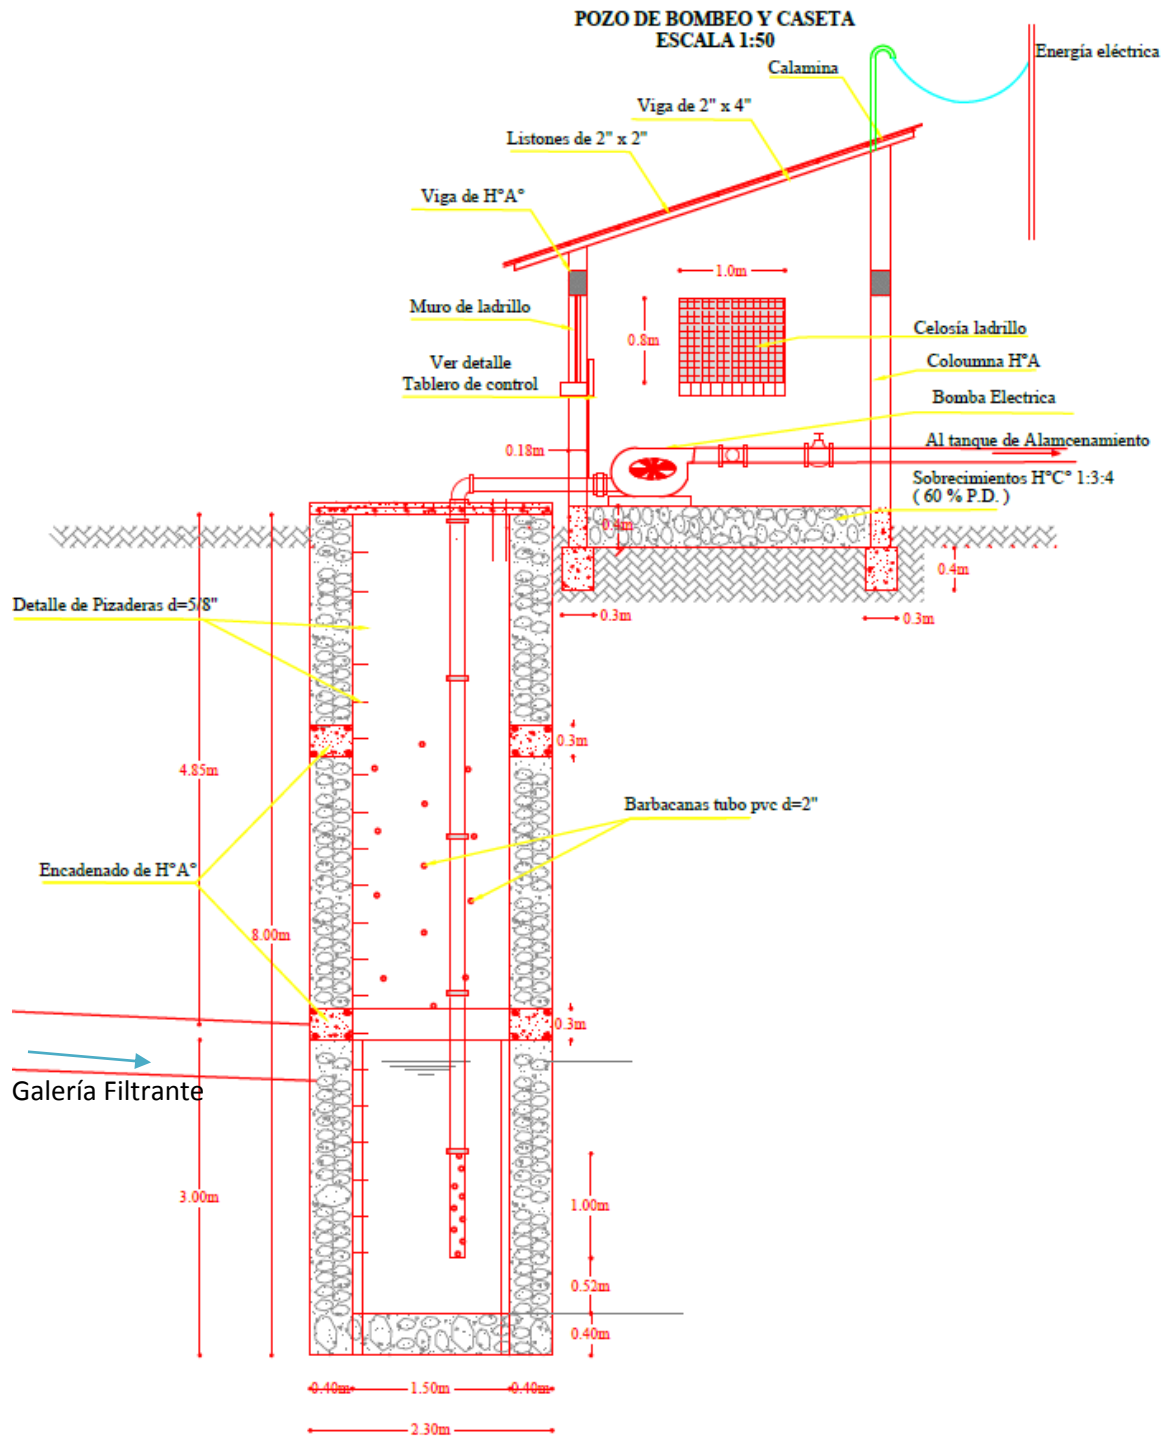 POZO DE BOMBEO Y CASETA
ESCALA 1:50
Energía eléctrica
Calamina
Viga de 2" x 4"
Listones de 2" x 2"
Viga de H°A°
1.0m
Muro de ladrillo
0.8m
Celosía ladrillo
Ver detalle
Tablero de control
Coloumna H°A
Bomba Electrica
0.18m
Al tanque de Alamcenamiento
Sobrecimientos H°C° 1:3:4
( 60 % P.D. )
0.4m
0.4m
Detalle de Pizaderas d=5/8"
0.3m
0.3m
0.3m
4.85m
Barbacanas tubo pvc d=2"
Encadenado de H°A°
8.00m
0.3m
Galería Filtrante
3.00m
1.00m
0.52m
0.40m
0.40m
1.50m
0.40m
2.30m